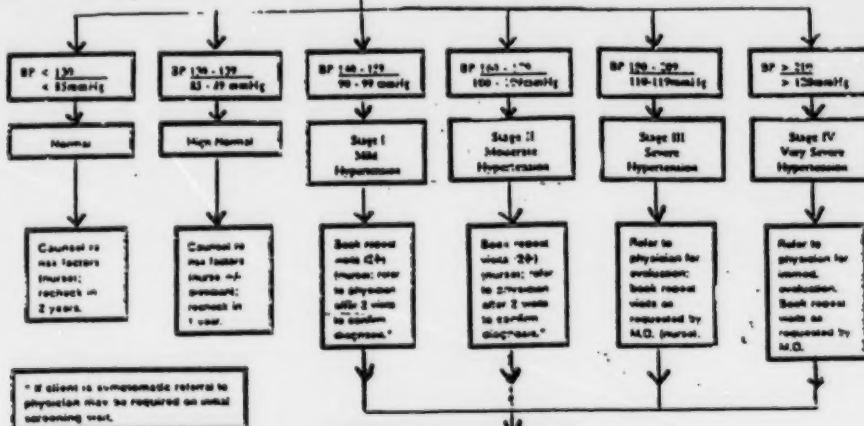 BP < 130
< 85mmHg
Normal
Counsel re
risk factors
(nurse);
recheck in
2 years.
BP 130 - 139
85 - 89 mmHg
High Normal
Counsel re
risk factors
(nurse +/-
recheck in
1 year.
BP 140 - 159
90 - 99 mmHg
Stage I
Mild
Hypertension
Book repeat
visits (2+)
(nurse); refer
to physician
after 2 visits
to confirm
diagnosis.*
BP 160 - 179
100 - 109mmHg
Stage II
Moderate
Hypertension
Book repeat
visits (2+)
(nurse); refer
to physician
after 2 visits
to confirm
diagnosis.*
BP 180 - 209
110-119mmHg
Stage III
Severe
Hypertension
Refer to
physician for
evaluation;
book repeat
visits as
requested by
M.D. (nurse).
BP > 210
> 120mmHg
Stage IV
Very Severe
Hypertension
Refer to
physician for
immed.
evaluation.
Book repeat
visits as
requested by
M.D.
* If client is symptomatic referral to
physician may be required on initial
screening visit.